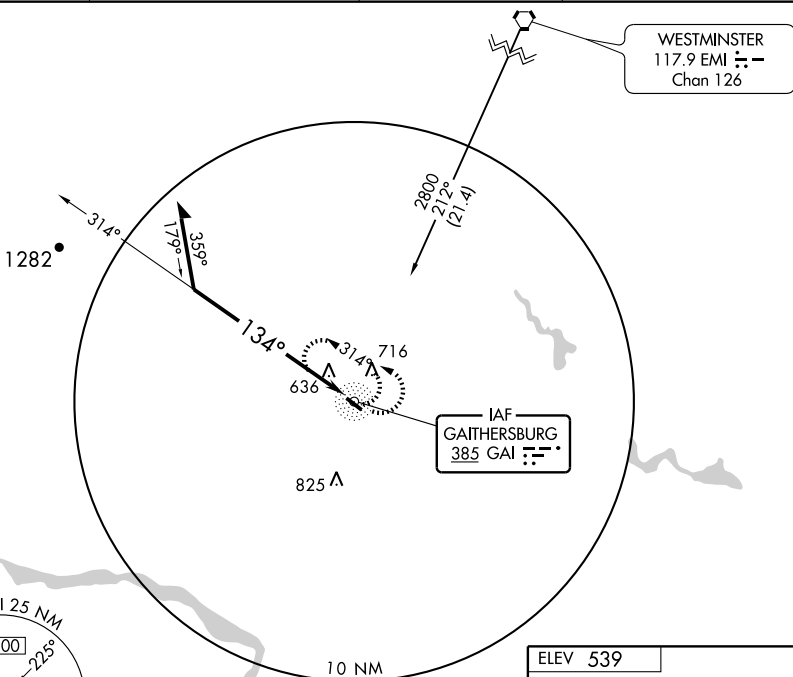 WESTMINSTER
117.9 EMI
Chan 126
2800
212°
(21.4)
314°
359°
179°
1282
134°
314°
716
636
IAF
GAITHERSBURG
385 GAI
825
25 NM
00
225°
10 NM
ELEV 539